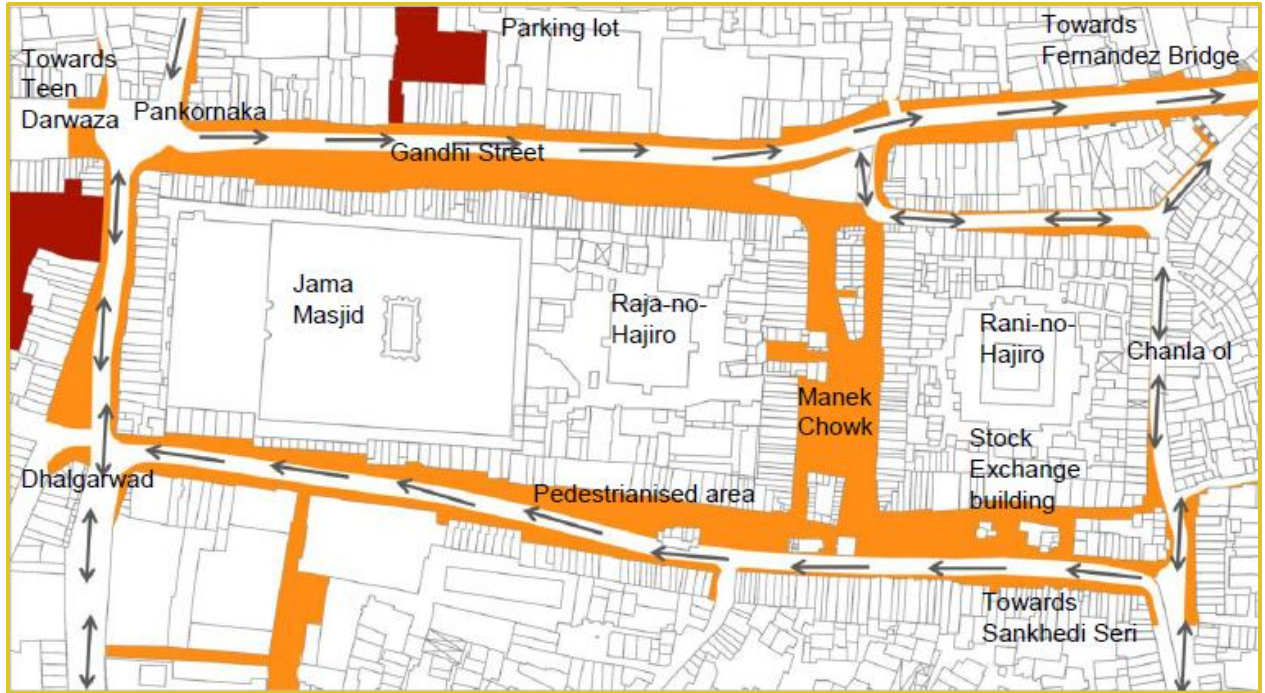 Parking lot
Towards
Fernandez Bridge
Towards
Teen
Darwaza
Pankornaka
Gandhi Street
Jama
Masjid
Raja-no-
Hajiro
Rani-no-
Hajiro
Chanla ol
Manek
Chowk
Stock
Exchange
building
Dhalgarwad
Pedestrianised area
Towards
Sankhedi Seri